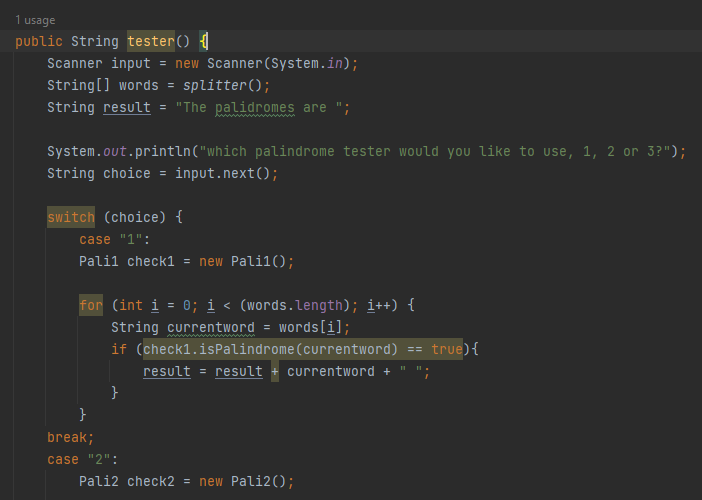 1 usage
public String tester() {
Scanner input = new Scanner(System.in);
String[] words = splitter();
String result = "The palidromes are ";
System.out.println("which palindrome tester would you like to use, 1, 2 or 3?");
String choice = input.next();
switch (choice) {
case "1":
Pali1 check1 = new Pali1();
for (int i = 0; i < (words.length); i++) {
String currentword = words[i];
if (check1.isPalindrome(currentword) == true){
result = result + currentword + " ";
}
}
break;
case "2":
Pali2 check2 = new Pali2();